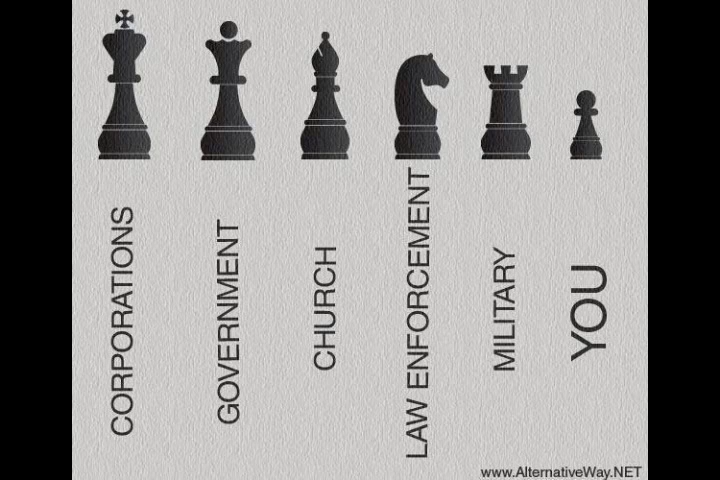 CORPORATIONS
GOVERNMENT
CHURCH
LAW ENFORCEMENT
MILITARY
YOU
www.AlternativeWay.NET